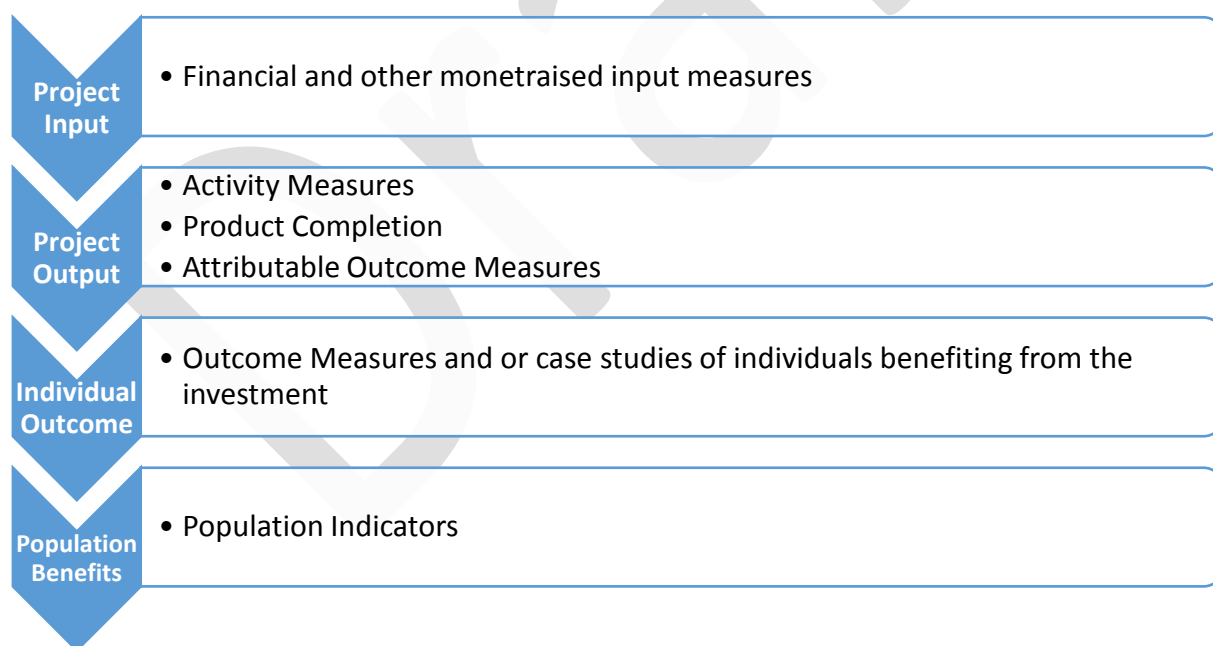 Project
Input
• Financial and other monetraised input measures
Project
Output
• Activity Measures
• Product Completion
• Attributable Outcome Measures
Individual
Outcome
• Outcome Measures and or case studies of individuals benefiting from the
investment
Population
Benefits
• Population Indicators